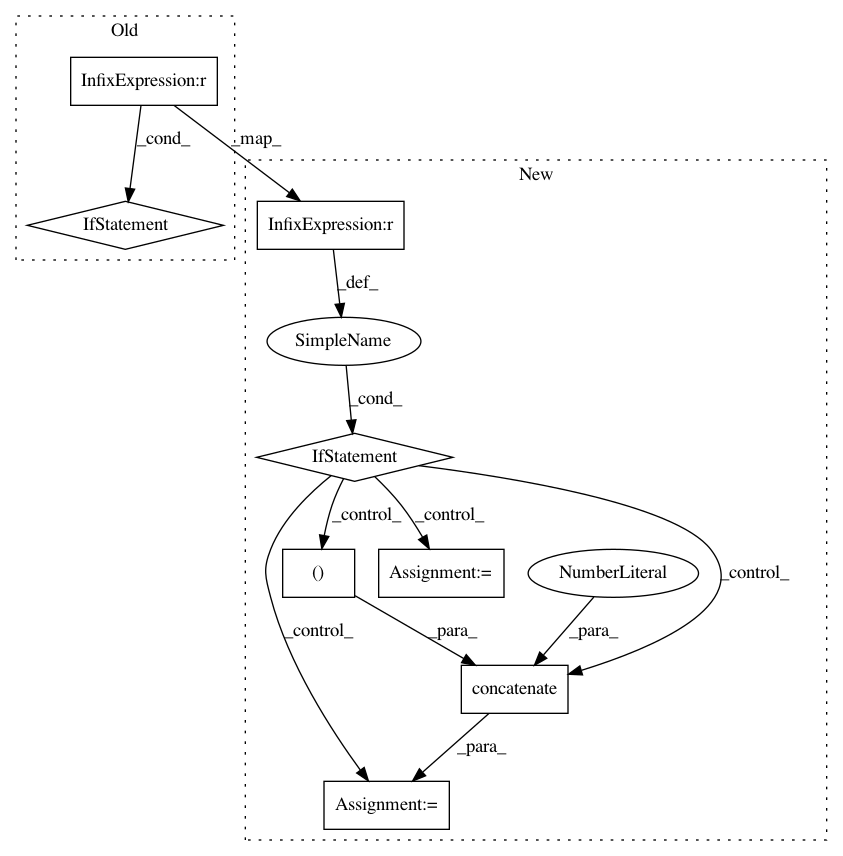 Old
InfixExpression:r
_cond_
_map_
New
IfStatement
InfixExpression:r
_def_
SimpleName
_cond_
IfStatement
_control_
_control_
()
Assignment:=
NumberLiteral
_control_
_control_
_para_
_para_
concatenate
_para_
Assignment:=